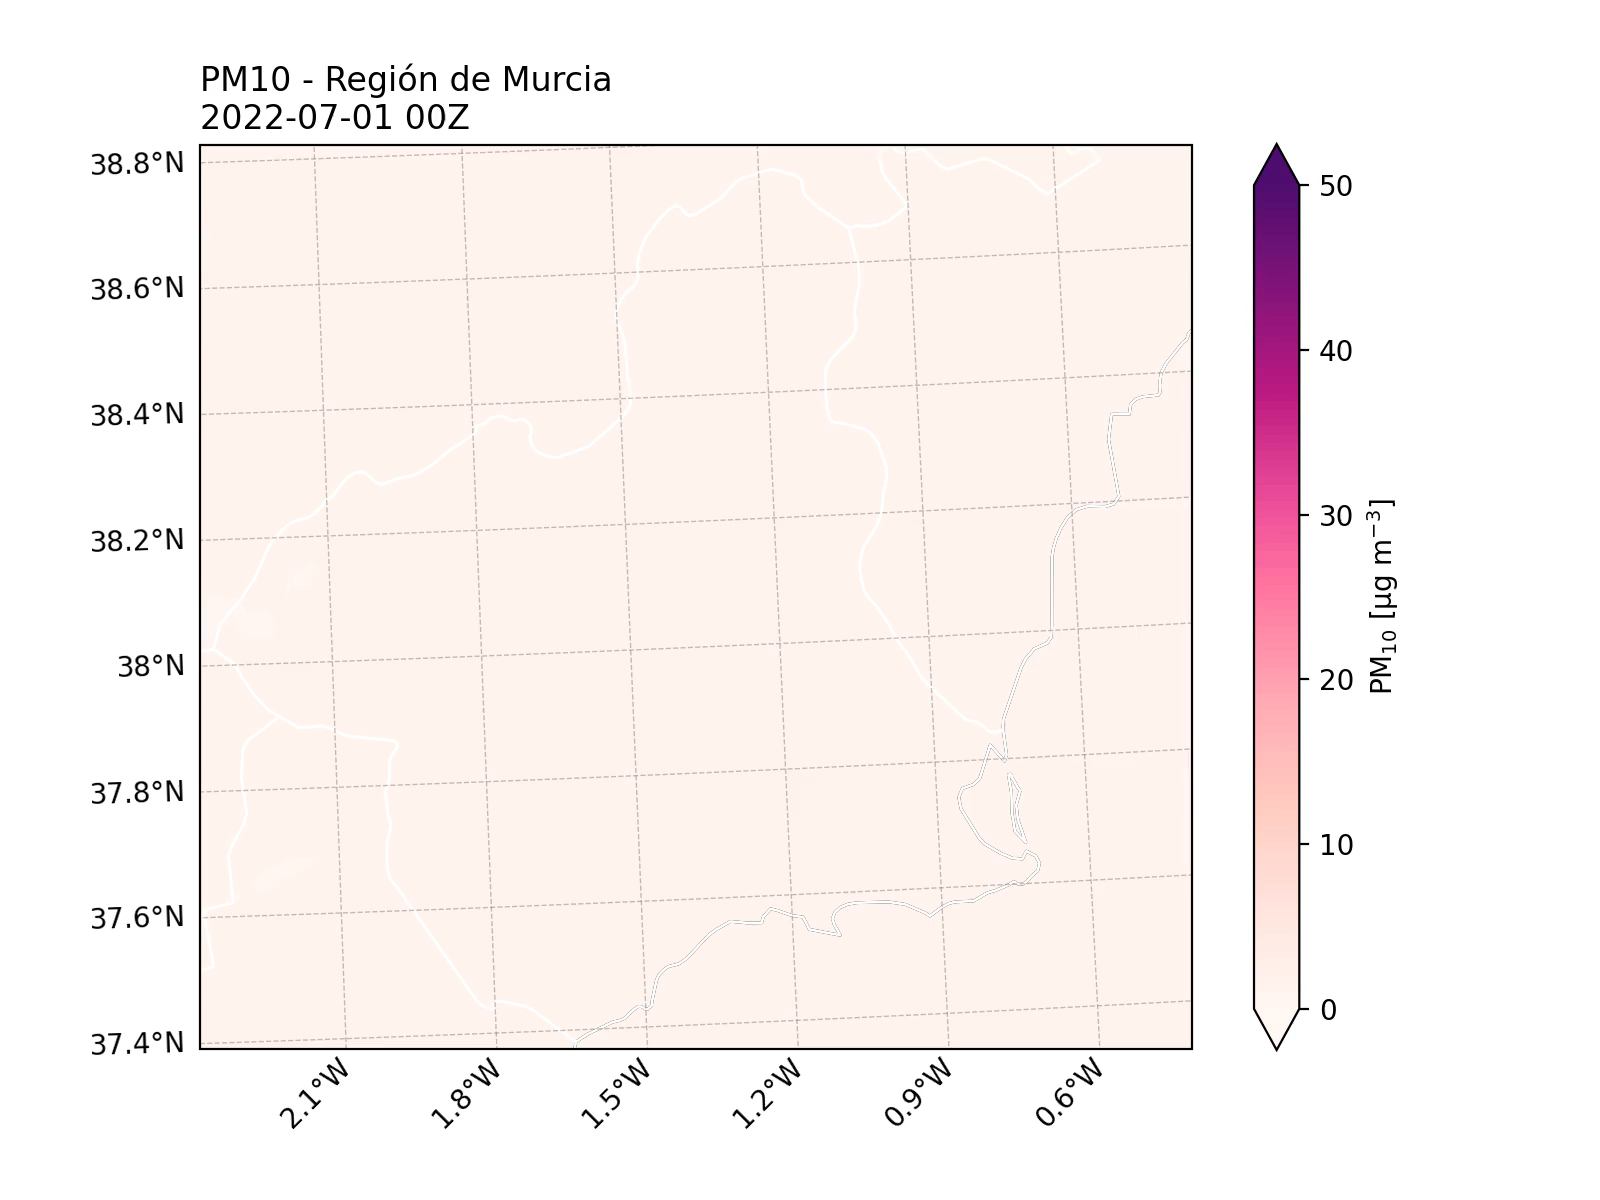 PM10 - Región de Murcia
2022-07-01 00Z
38.8°N
38.6°N
38.4°N
38.2°N
38°N
37.8°N
37.6°N
37.4°N
2.1°W
1.8°W
1.5°W
1.2°W
0.9°W
0.6°W
50
40
30
20
10
0
PM₁₀ [µg m⁻³]